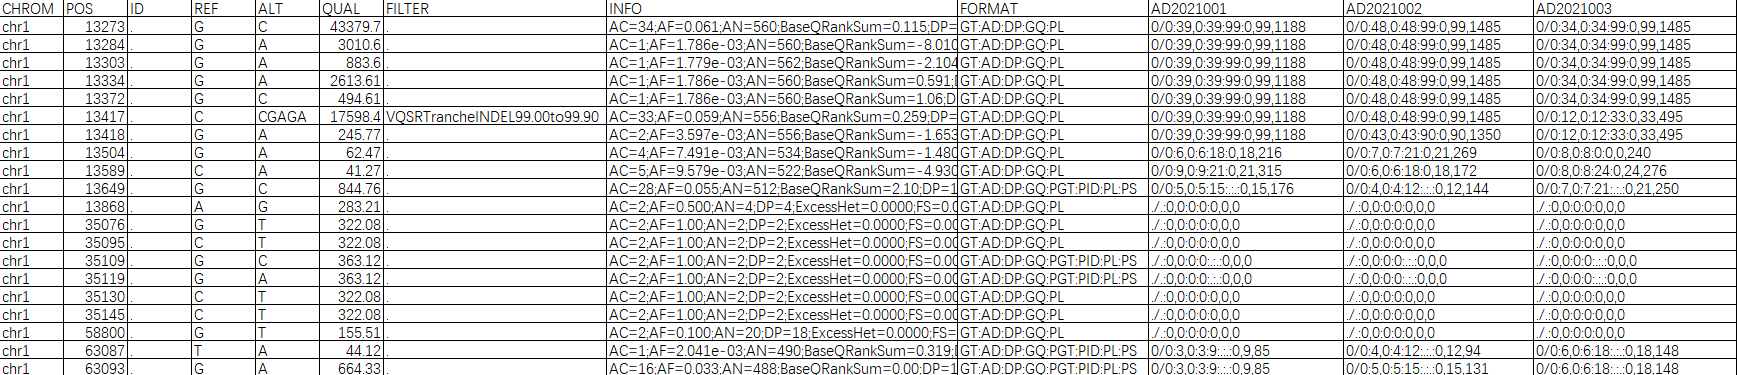 CHROM POS ID REF ALT QUAL FILTER INFO FORMAT AD2021001 AD2021002 AD2021003
chr1 13273 . G C 43379.7 . AC=34;AF=0.061;AN=560;BaseQRankSum=0.115;DP= GT:AD:DP:GQ:PL 0/0:39,0:39:99:0,99,1188 0/0:48,0:48:99:0,99,1485 0/0:34,0:34:99:0,99,1485
chr1 13284 . G A 3010.6 . AC=1;AF=1.786e-03;AN=560;BaseQRankSum=-8.010 GT:AD:DP:GQ:PL 0/0:39,0:39:99:0,99,1188 0/0:48,0:48:99:0,99,1485 0/0:34,0:34:99:0,99,1485
chr1 13303 . G A 883.6 . AC=1;AF=1.779e-03;AN=562;BaseQRankSum=-2.104 GT:AD:DP:GQ:PL 0/0:39,0:39:99:0,99,1188 0/0:48,0:48:99:0,99,1485 0/0:34,0:34:99:0,99,1485
chr1 13334 . G A 2613.61 . AC=1;AF=1.786e-03;AN=560;BaseQRankSum=0.591; GT:AD:DP:GQ:PL 0/0:39,0:39:99:0,99,1188 0/0:48,0:48:99:0,99,1485 0/0:34,0:34:99:0,99,1485
chr1 13372 . G C 494.61 . AC=1;AF=1.786e-03;AN=560;BaseQRankSum=1.06;D GT:AD:DP:GQ:PL 0/0:39,0:39:99:0,99,1188 0/0:48,0:48:99:0,99,1485 0/0:34,0:34:99:0,99,1485
chr1 13417 . C CGAGA 17598.4 VQSRTrancheINDEL99.00to99.90 AC=33;AF=0.059;AN=556;BaseQRankSum=0.259;DP= GT:AD:DP:GQ:PL 0/0:39,0:39:99:0,99,1188 0/0:48,0:48:99:0,99,1485 0/0:12,0:12:33:0,33,495
chr1 13418 . G A 245.77 . AC=2;AF=3.597e-03;AN=556;BaseQRankSum=-1.653 GT:AD:DP:GQ:PL 0/0:39,0:39:99:0,99,1188 0/0:43,0:43:90:0,90,1350 0/0:12,0:12:33:0,33,495
chr1 13504 . G A 62.47 . AC=4;AF=7.491e-03;AN=534;BaseQRankSum=-1.480 GT:AD:DP:GQ:PL 0/0:6,0:6:18:0,18,216 0/0:7,0:7:21:0,21,269 0/0:8,0:8:0:0,0,240
chr1 13589 . C A 41.27 . AC=5;AF=9.579e-03;AN=522;BaseQRankSum=-4.930 GT:AD:DP:GQ:PL 0/0:9,0:9:21:0,21,315 0/0:6,0:6:18:0,18,172 0/0:8,0:8:24:0,24,276
chr1 13649 . G C 844.76 . AC=28;AF=0.055;AN=512;BaseQRankSum=2.10;DP=1 GT:AD:DP:GQ:PGT:PID:PL:PS 0/0:5,0:5:15:.:.:0,15,176 0/0:4,0:4:12:.:.:0,12,144 0/0:7,0:7:21:.:.:0,21,250
chr1 13868 . A G 283.21 . AC=2;AF=0.500;AN=4;DP=4;ExcessHet=0.0000;FS=0.0 GT:AD:DP:GQ:PL ./.:0,0:0:0:0,0,0 ./.:0,0:0:0:0,0,0 ./.:0,0:0:0:0,0,0
chr1 35076 . G T 322.08 . AC=2;AF=1.00;AN=2;DP=2;ExcessHet=0.0000;FS=0.00 GT:AD:DP:GQ:PL ./.:0,0:0:0:0,0,0 ./.:0,0:0:0:0,0,0 ./.:0,0:0:0:0,0,0
chr1 35095 . C T 322.08 . AC=2;AF=1.00;AN=2;DP=2;ExcessHet=0.0000;FS=0.00 GT:AD:DP:GQ:PL ./.:0,0:0:0:0,0,0 ./.:0,0:0:0:0,0,0 ./.:0,0:0:0:0,0,0
chr1 35109 . G C 363.12 . AC=2;AF=1.00;AN=2;DP=2;ExcessHet=0.0000;FS=0.00 GT:AD:DP:GQ:PGT:PID:PL:PS ./.:0,0:0:0:.:.:0,0,0 ./.:0,0:0:0:.:.:0,0,0 ./.:0,0:0:0:.:.:0,0,0
chr1 35119 . G A 363.12 . AC=2;AF=1.00;AN=2;DP=2;ExcessHet=0.0000;FS=0.00 GT:AD:DP:GQ:PGT:PID:PL:PS ./.:0,0:0:0:.:.:0,0,0 ./.:0,0:0:0:.:.:0,0,0 ./.:0,0:0:0:.:.:0,0,0
chr1 35130 . C T 322.08 . AC=2;AF=1.00;AN=2;DP=2;ExcessHet=0.0000;FS=0.00 GT:AD:DP:GQ:PL ./.:0,0:0:0:0,0,0 ./.:0,0:0:0:0,0,0 ./.:0,0:0:0:0,0,0
chr1 35145 . C T 322.08 . AC=2;AF=1.00;AN=2;DP=2;ExcessHet=0.0000;FS=0.00 GT:AD:DP:GQ:PL ./.:0,0:0:0:0,0,0 ./.:0,0:0:0:0,0,0 ./.:0,0:0:0:0,0,0
chr1 58800 . G T 155.51 . AC=2;AF=0.100;AN=20;DP=18;ExcessHet=0.0000;FS= GT:AD:DP:GQ:PL ./.:0,0:0:0:0,0,0 ./.:0,0:0:0:0,0,0 ./.:0,0:0:0:0,0,0
chr1 63087 . T A 44.12 . AC=1;AF=2.041e-03;AN=490;BaseQRankSum=0.319; GT:AD:DP:GQ:PGT:PID:PL:PS 0/0:3,0:3:9:.:.:0,9,85 0/0:4,0:4:12:.:.:0,12,94 0/0:6,0:6:18:.:.:0,18,148
chr1 63093 . G A 664.33 . AC=16;AF=0.033;AN=488;BaseQRankSum=0.00;DP=1 GT:AD:DP:GQ:PGT:PID:PL:PS 0/0:3,0:3:9:.:.:0,9,85 0/0:5,0:5:15:.:.:0,15,131 0/0:6,0:6:18:.:.:0,18,148